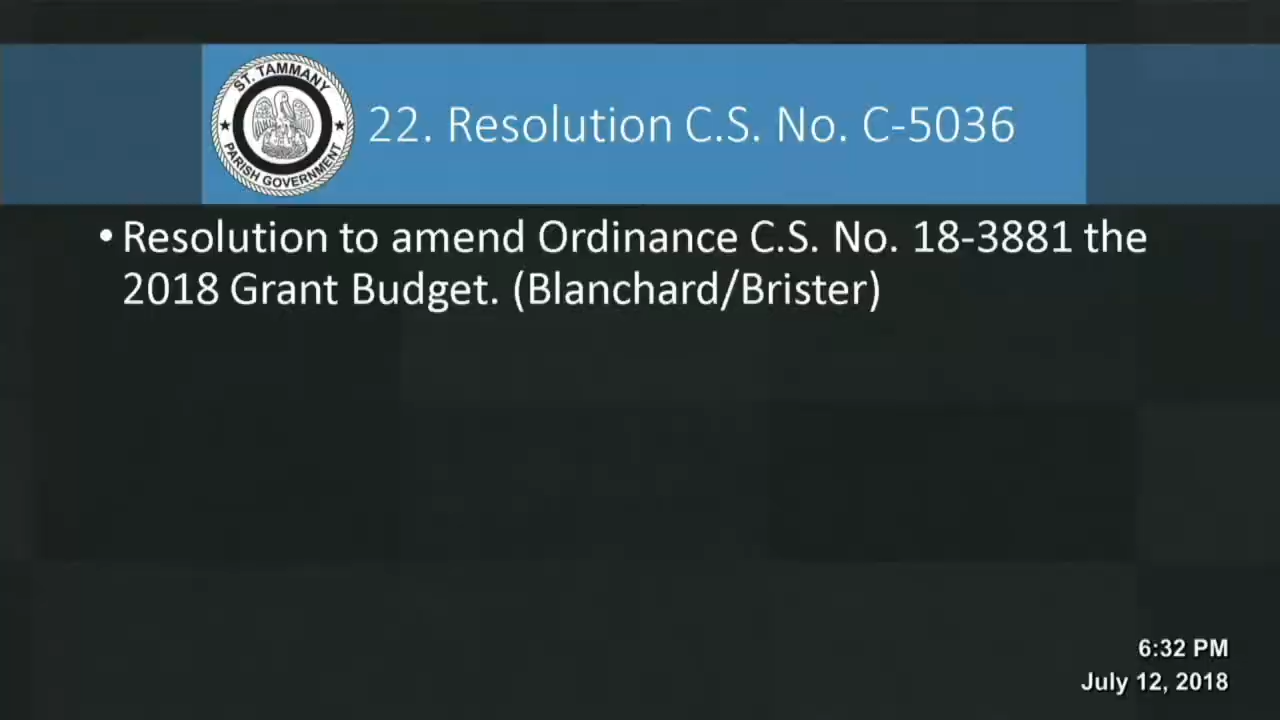 ST. TAMMANY
PARISH GOVERNMENT
22. Resolution C.S. No. C-5036
• Resolution to amend Ordinance C.S. No. 18-3881 the
2018 Grant Budget. (Blanchard/Brister)
6:32 PM
July 12, 2018